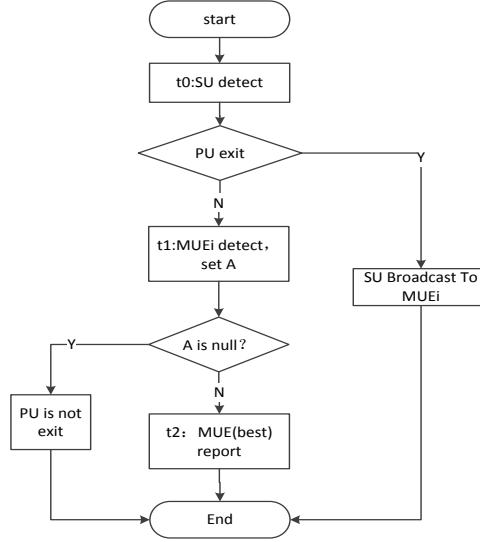 start
t0:SU detect
PU exit
Y
N
t1:MUEi detect，
set A
SU Broadcast To
MUEi
A is null？
Y
N
PU is not
exit
t2： MUE(best)
report
End